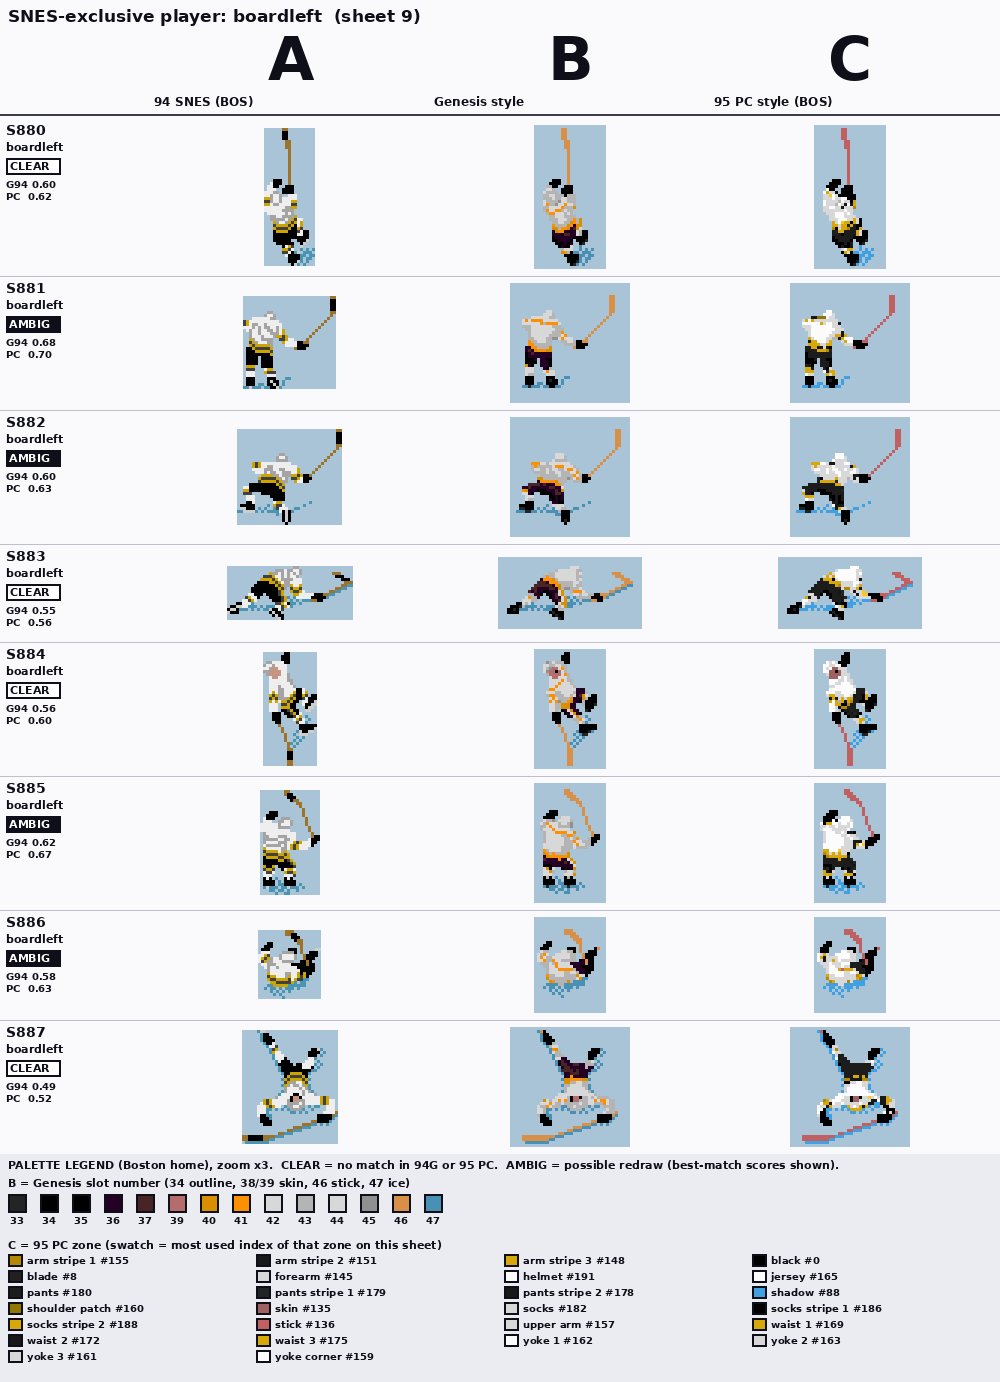 SNES-exclusive player: boardleft (sheet 9)
A B C
94 SNES (BOS) Genesis style 95 PC style (BOS)
S880
boardleft
CLEAR
G94 0.60
PC 0.62
S881
boardleft
AMBIG
G94 0.68
PC 0.70
S882
boardleft
AMBIG
G94 0.60
PC 0.63
S883
boardleft
CLEAR
G94 0.55
PC 0.56
S884
boardleft
CLEAR
G94 0.56
PC 0.60
S885
boardleft
AMBIG
G94 0.62
PC 0.67
S886
boardleft
AMBIG
G94 0.58
PC 0.63
S887
boardleft
CLEAR
G94 0.49
PC 0.52
PALETTE LEGEND (Boston home), zoom x3. CLEAR = no match in 94G or 95 PC. AMBIG = possible redraw (best-match scores shown).
B = Genesis slot number (34 outline, 38/39 skin, 46 stick, 47 ice)
33 34 35 36 37 39 40 41 42 43 44 45 46 47
C = 95 PC zone (swatch = most used index of that zone on this sheet)
arm stripe 1 #155 arm stripe 2 #151 arm stripe 3 #148 black #0
blade #8 forearm #145 helmet #191 jersey #165
pants #180 pants stripe 1 #179 pants stripe 2 #178 shadow #88
shoulder patch #160 skin #135 socks #182 socks stripe 1 #186
socks stripe 2 #188 stick #136 upper arm #157 waist 1 #169
waist 2 #172 waist 3 #175 yoke 1 #162 yoke 2 #163
yoke 3 #161 yoke corner #159